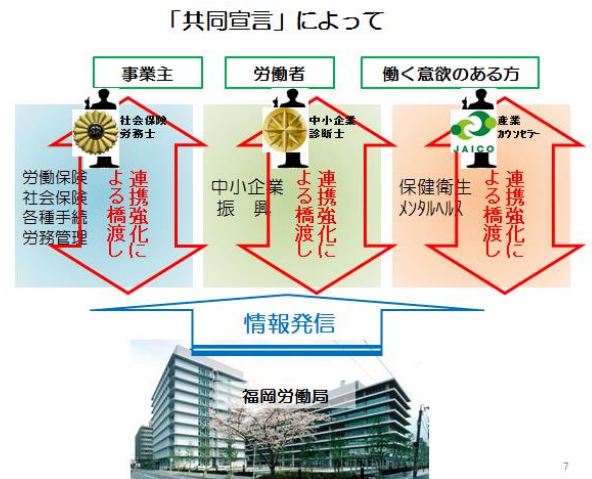 「共同宣言」によって
事業主
労働者
働く意欲のある方
社会保険
労務士
中小企業
診断士
JAICO
産業
カウンセラー
労働保険
社会保険
各種手続
労務管理
連携強化に
よる橋渡し
中小企業
振 興
連携強化に
よる橋渡し
保健衛生
メンタルヘルス
連携強化に
よる橋渡し
情報発信
福岡労働局
7